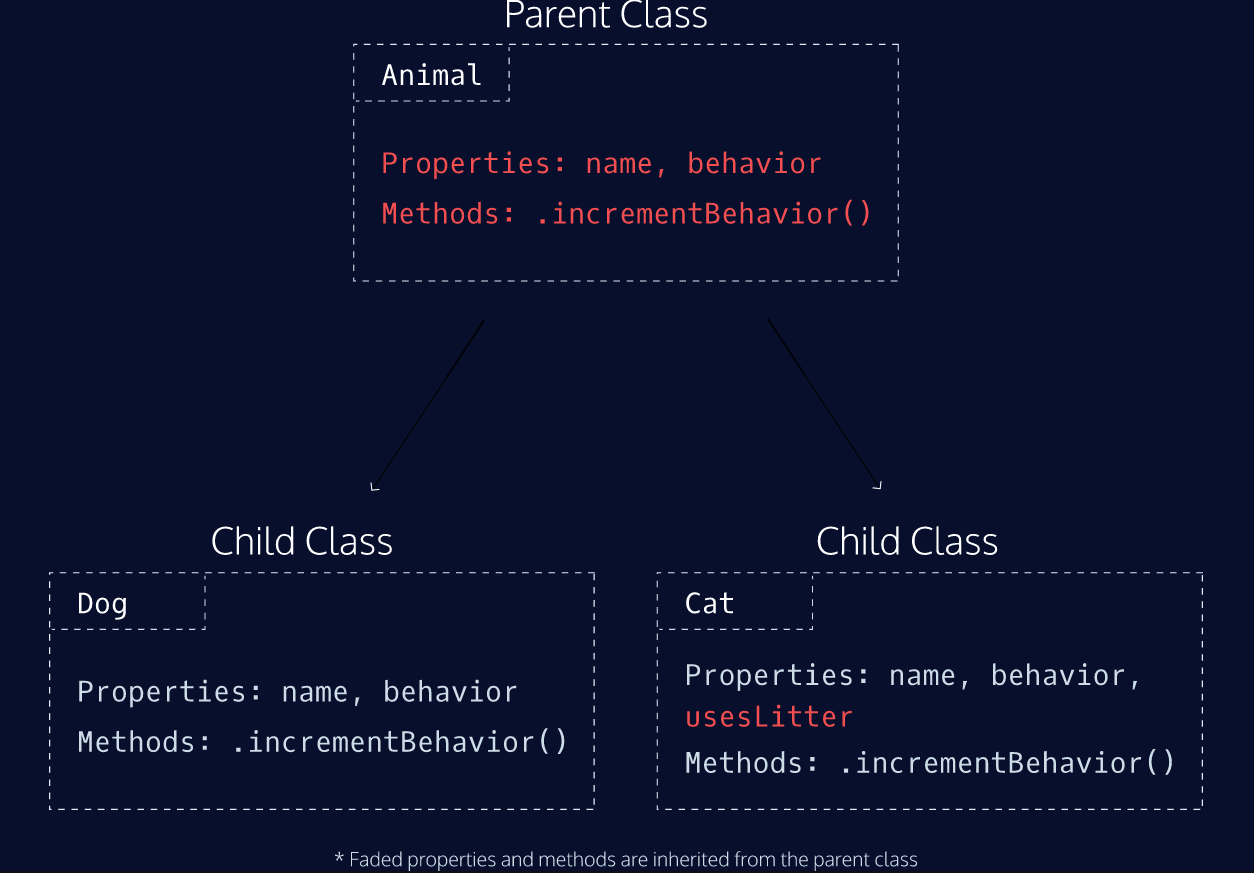 Parent Class
Animal
Properties: name, behavior
Methods: .incrementBehavior()
Child Class
Dog
Properties: name, behavior
Methods: .incrementBehavior()
Child Class
Cat
Properties: name, behavior,
usesLitter
Methods: .incrementBehavior()
* Faded properties and methods are inherited from the parent class